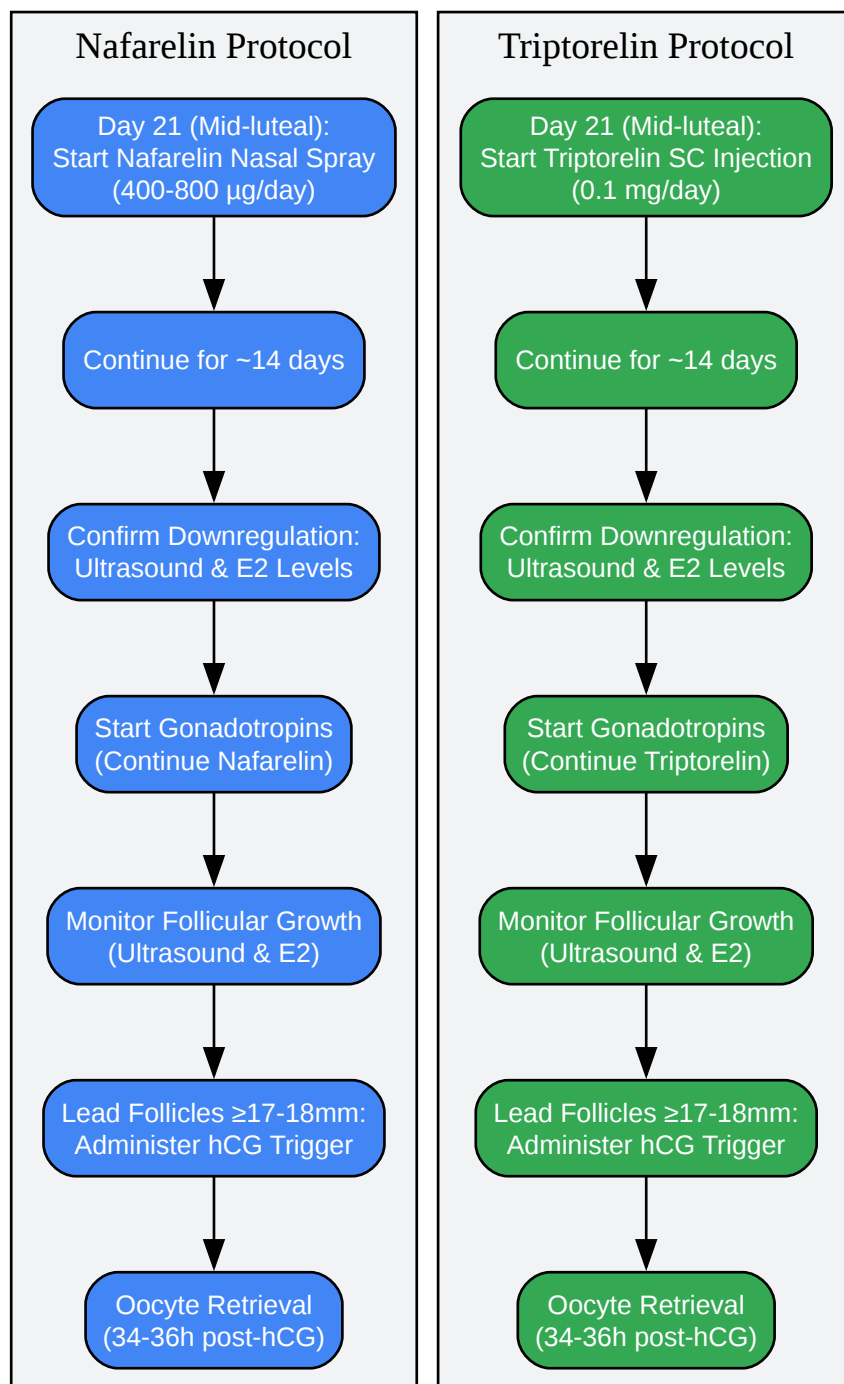 Nafarelin Protocol
Day 21 (Mid-luteal):
Start Nafarelin Nasal Spray
(400-800 µg/day)
Continue for ~14 days
Confirm Downregulation:
Ultrasound & E2 Levels
Start Gonadotropins
(Continue Nafarelin)
Monitor Follicular Growth
(Ultrasound & E2)
Lead Follicles ≥17-18mm:
Administer hCG Trigger
Oocyte Retrieval
(34-36h post-hCG)
Triptorelin Protocol
Day 21 (Mid-luteal):
Start Triptorelin SC Injection
(0.1 mg/day)
Continue for ~14 days
Confirm Downregulation:
Ultrasound & E2 Levels
Start Gonadotropins
(Continue Triptorelin)
Monitor Follicular Growth
(Ultrasound & E2)
Lead Follicles ≥17-18mm:
Administer hCG Trigger
Oocyte Retrieval
(34-36h post-hCG)